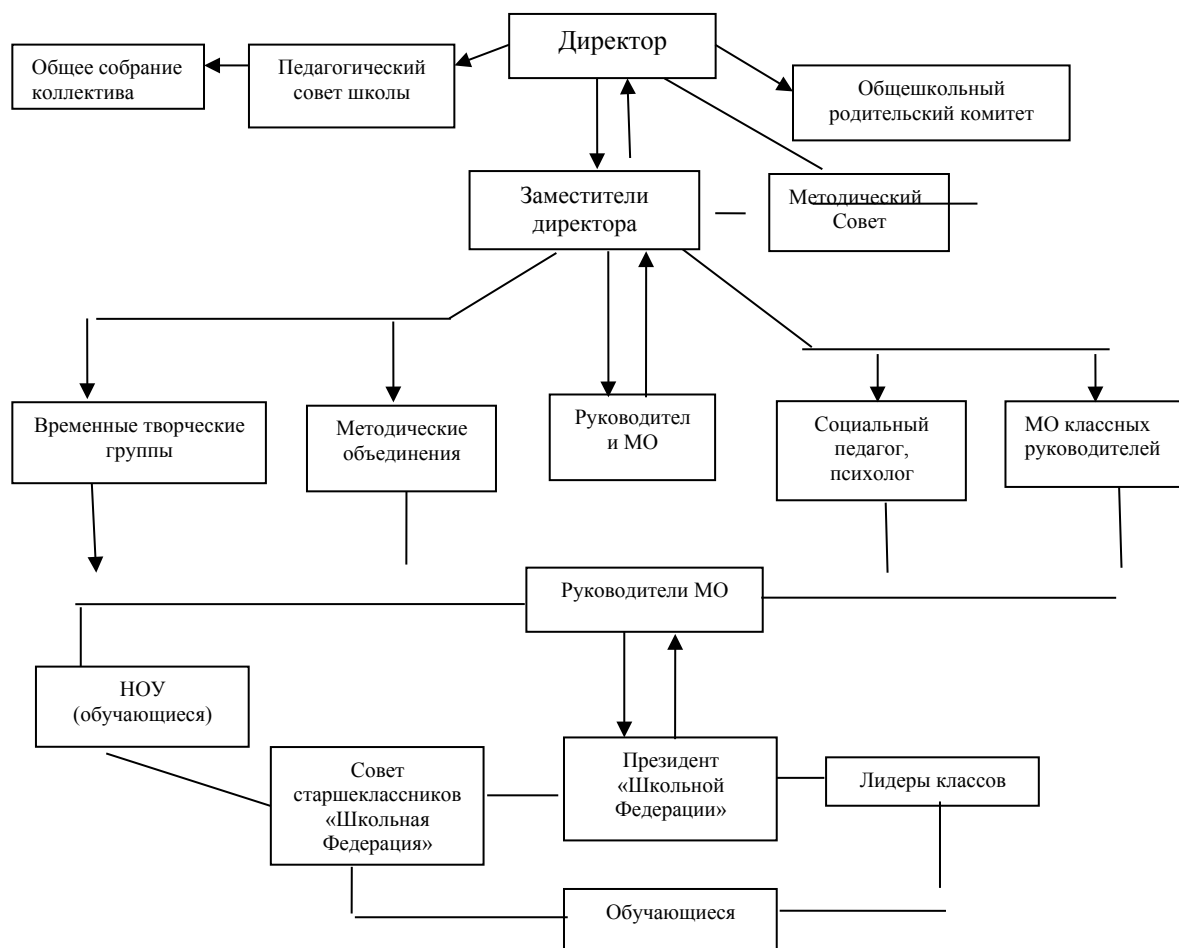 Директор
Общее собрание
коллектива
Педагогический
совет школы
Общешкольный
родительский комитет
Заместители
директора
Методический
Совет
Временные творческие
группы
Методические
объединения
Руководител
и МО
Социальный
педагог,
психолог
МО классных
руководителей
Руководители МО
НОУ
(обучающиеся)
Совет
старшеклассников
«Школьная
Федерация»
Президент
«Школьной
Федерации»
Лидеры классов
Обучающиеся